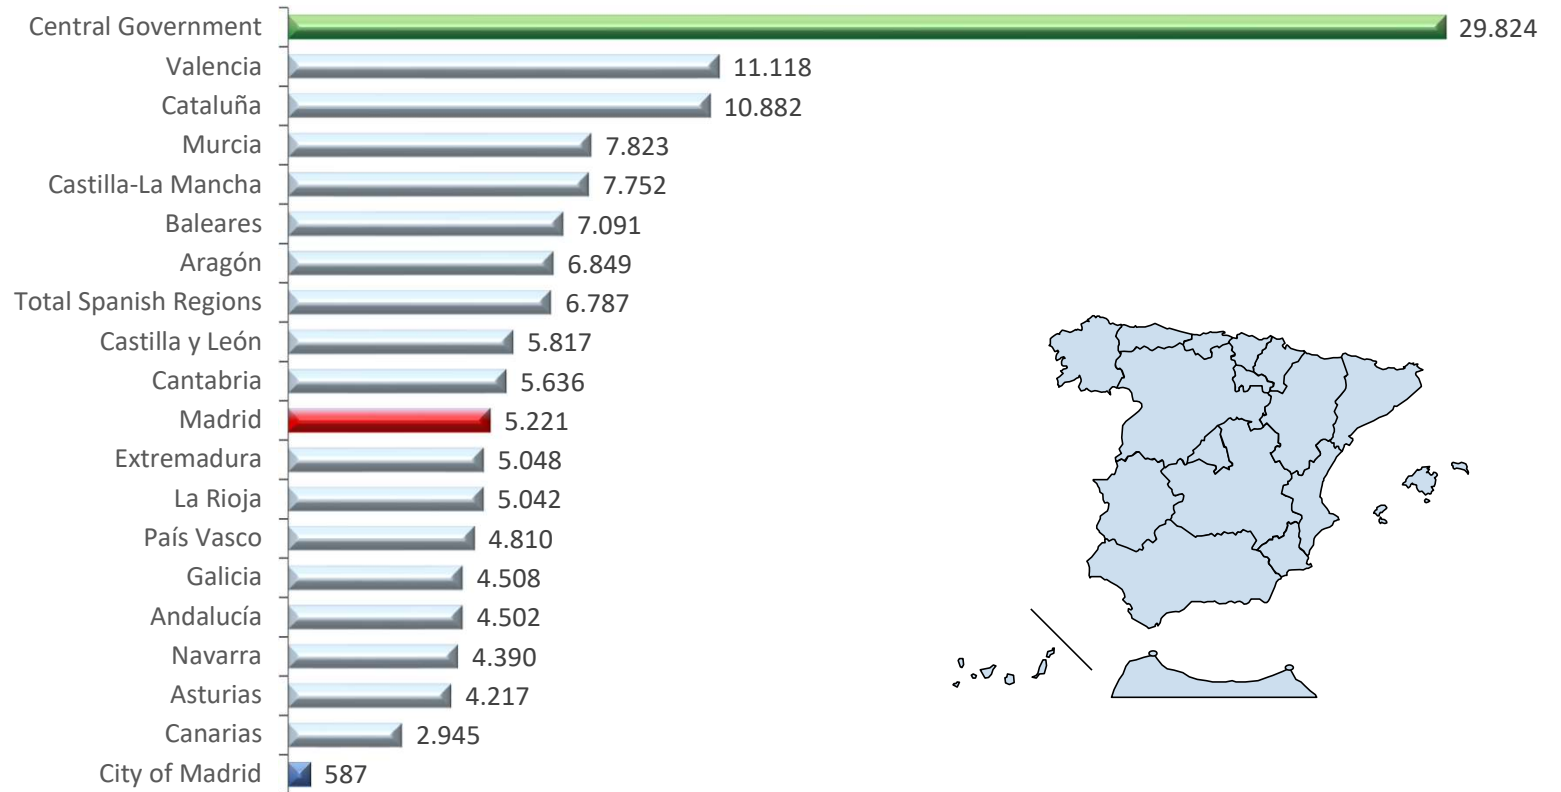 Central Government 29.824
Valencia 11.118
Cataluña 10.882
Murcia 7.823
Castilla-La Mancha 7.752
Baleares 7.091
Aragón 6.849
Total Spanish Regions 6.787
Castilla y León 5.817
Cantabria 5.636
Madrid 5.221
Extremadura 5.048
La Rioja 5.042
País Vasco 4.810
Galicia 4.508
Andalucía 4.502
Navarra 4.390
Asturias 4.217
Canarias 2.945
City of Madrid 587